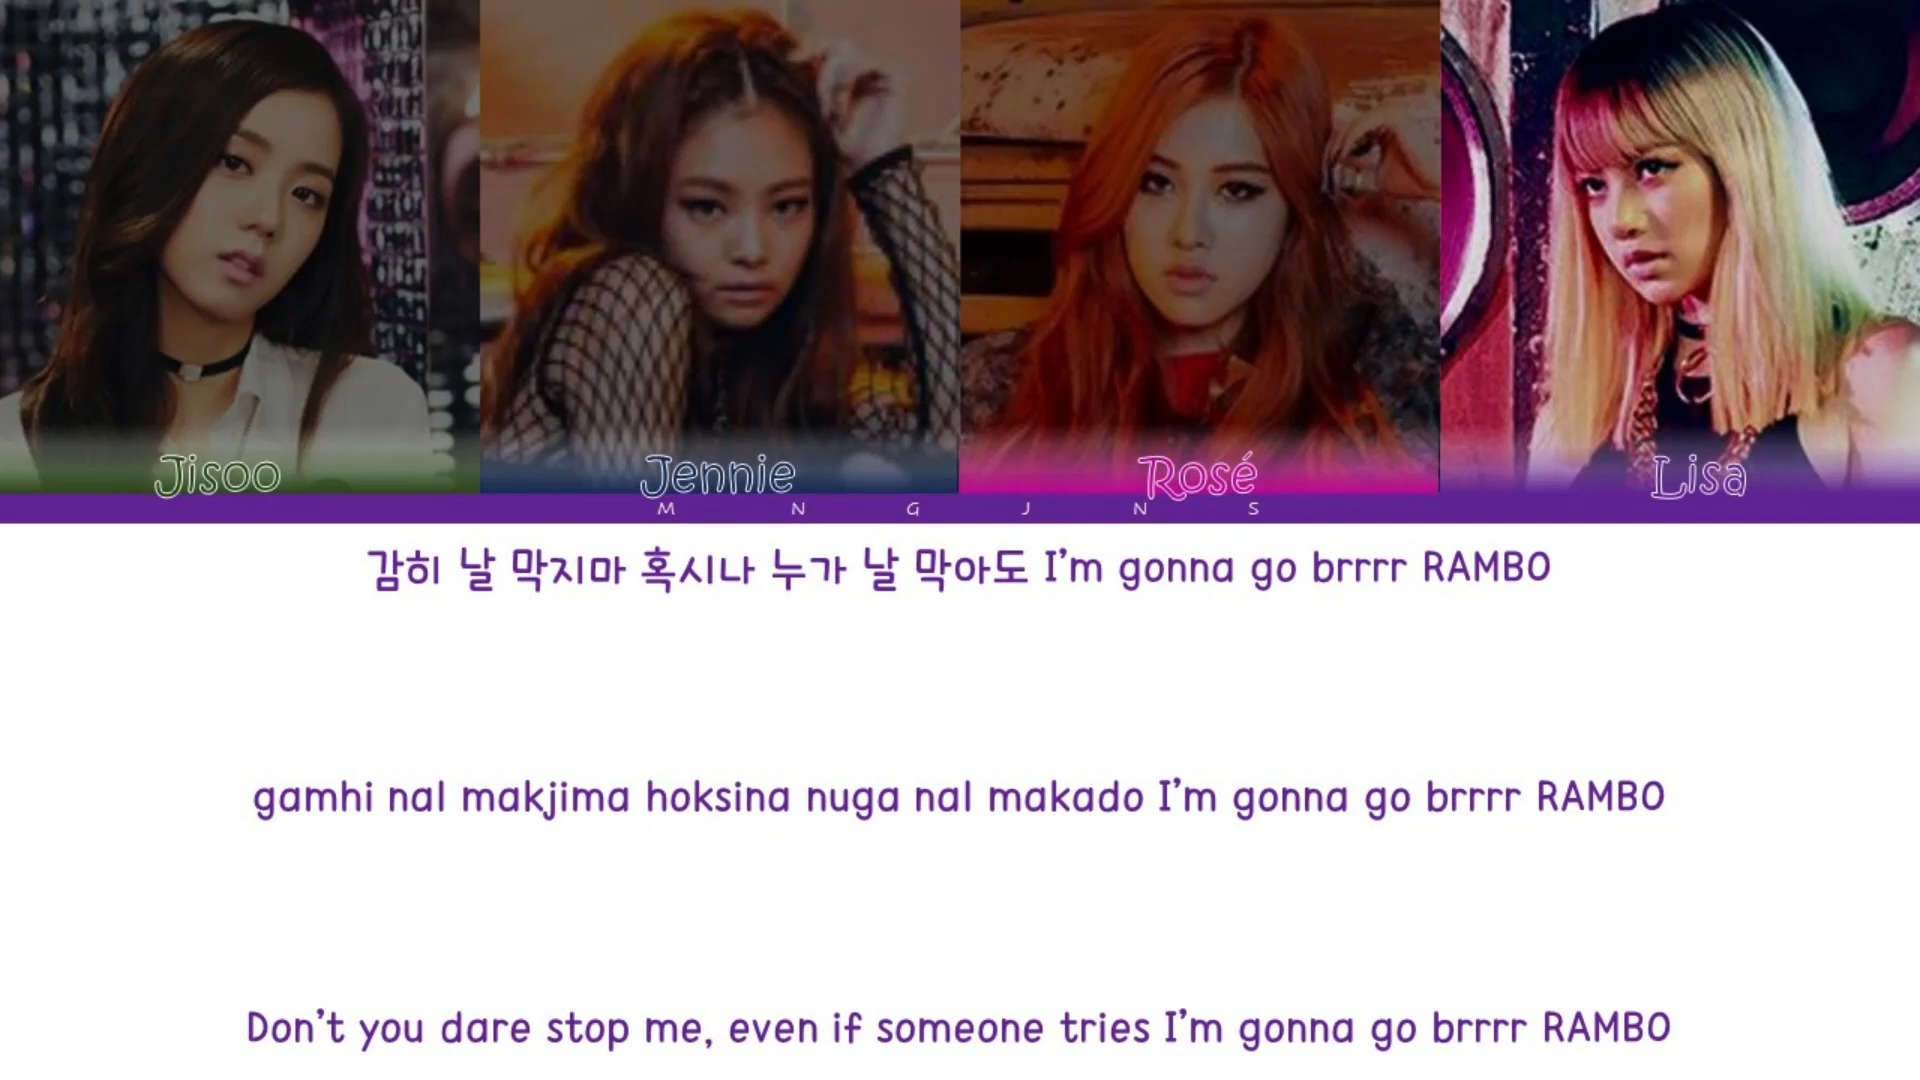 Jisoo Jennie Rosé Lisa
M N G J N S
감히 날 막지마 혹시나 누가 날 막아도 I'm gonna go brrrr RAMBO
gamhi nal makjima hoksina nuga nal makado I'm gonna go brrrr RAMBO
Don't you dare stop me, even if someone tries I'm gonna go brrrr RAMBO